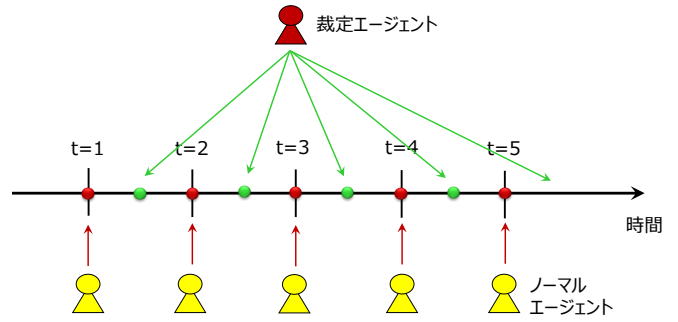 裁定エージェント
t=1
t=2
t=3
t=4
t=5
時間
ノーマル
エージェント